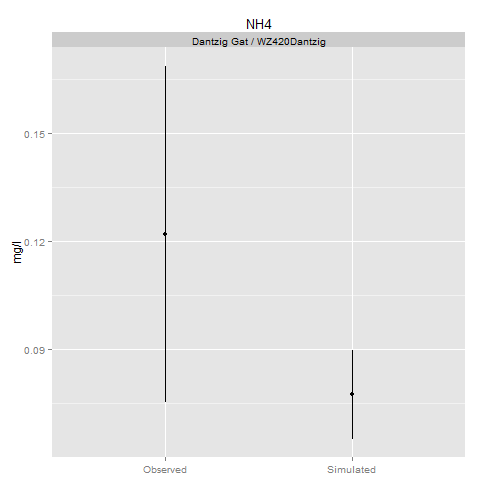 NH4
Dantzig Gat / WZ420Dantzig
mg/l
0.15
0.12
0.09
Observed
Simulated